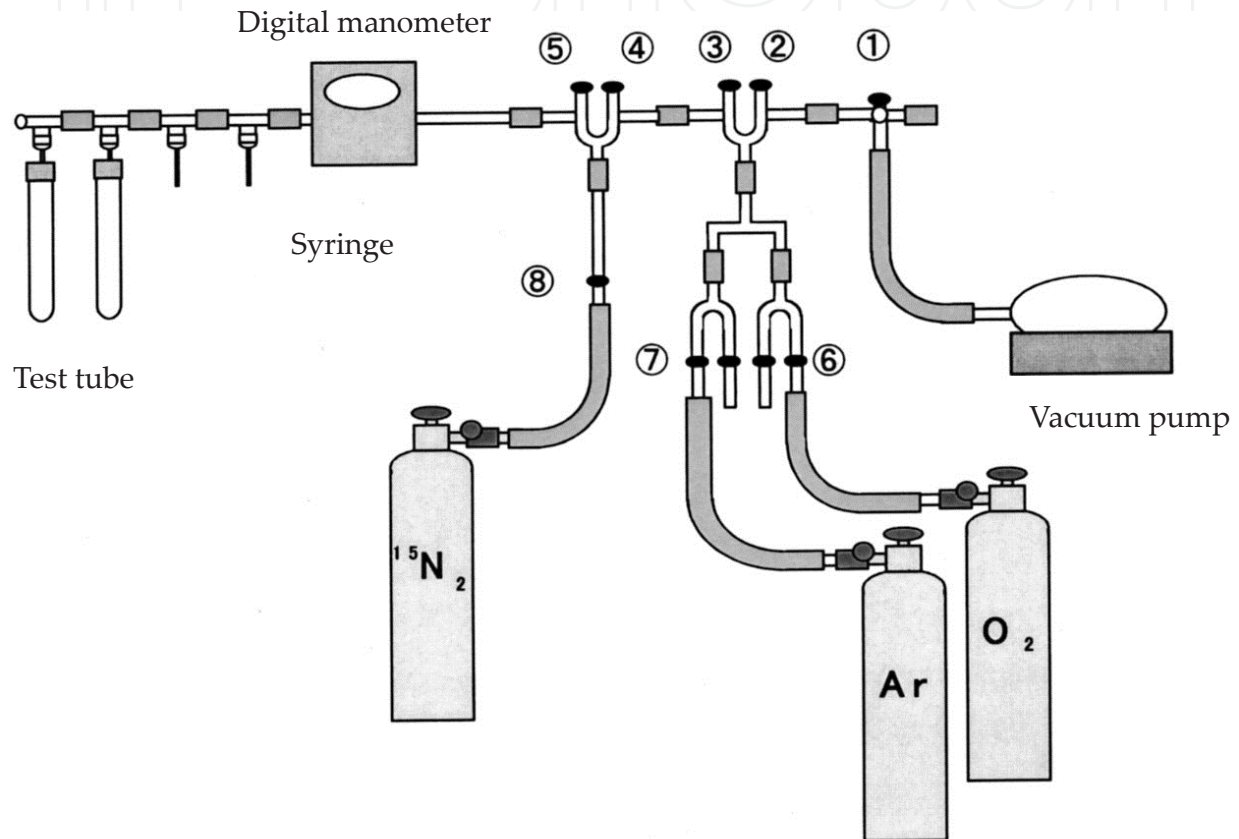 Digital manometer
⑤ ④ ③ ② ①
Syringe
⑧
⑦ ⑥
Test tube
Vacuum pump
¹⁵N₂
O₂
Ar